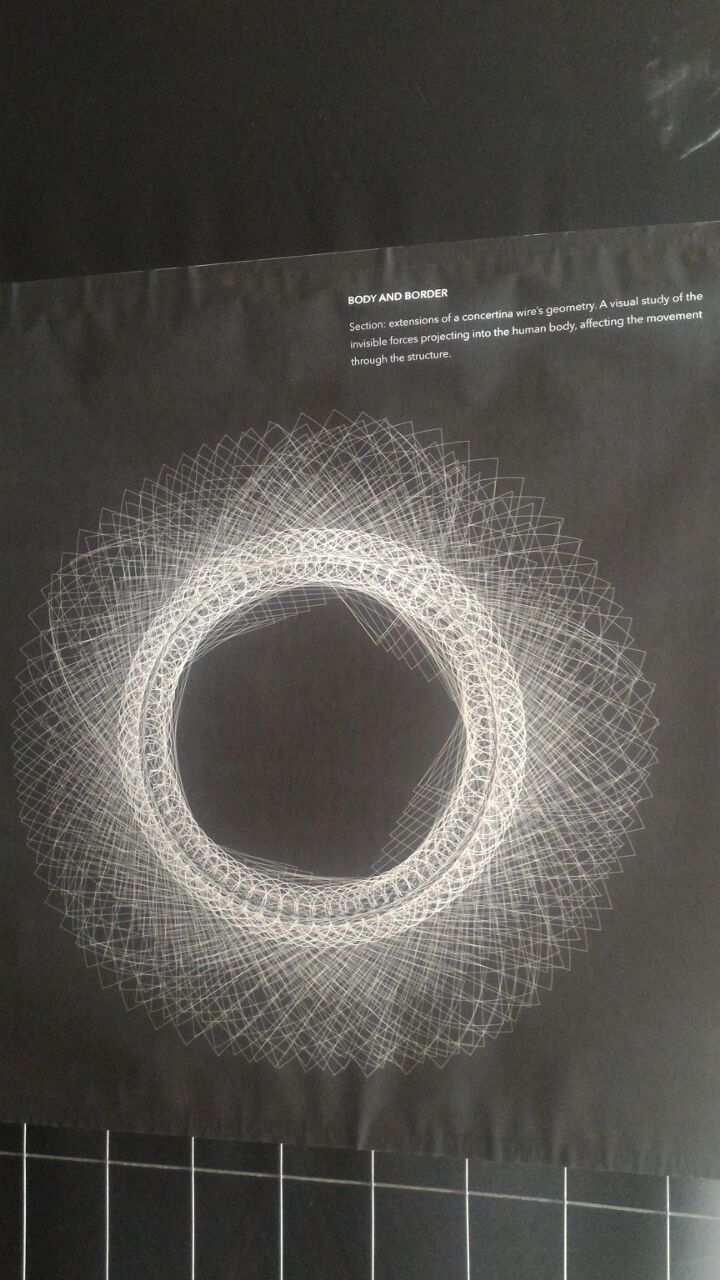 BODY AND BORDER
Section: extensions of a concertina wire's geometry. A visual study of the
invisible forces projecting into the human body, affecting the movement
through the structure.